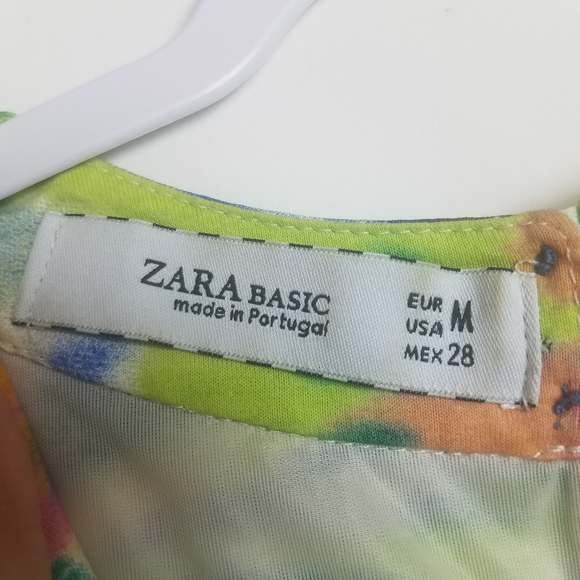 ZARA BASIC
made in Portugal
EUR
USA M
MEX 28